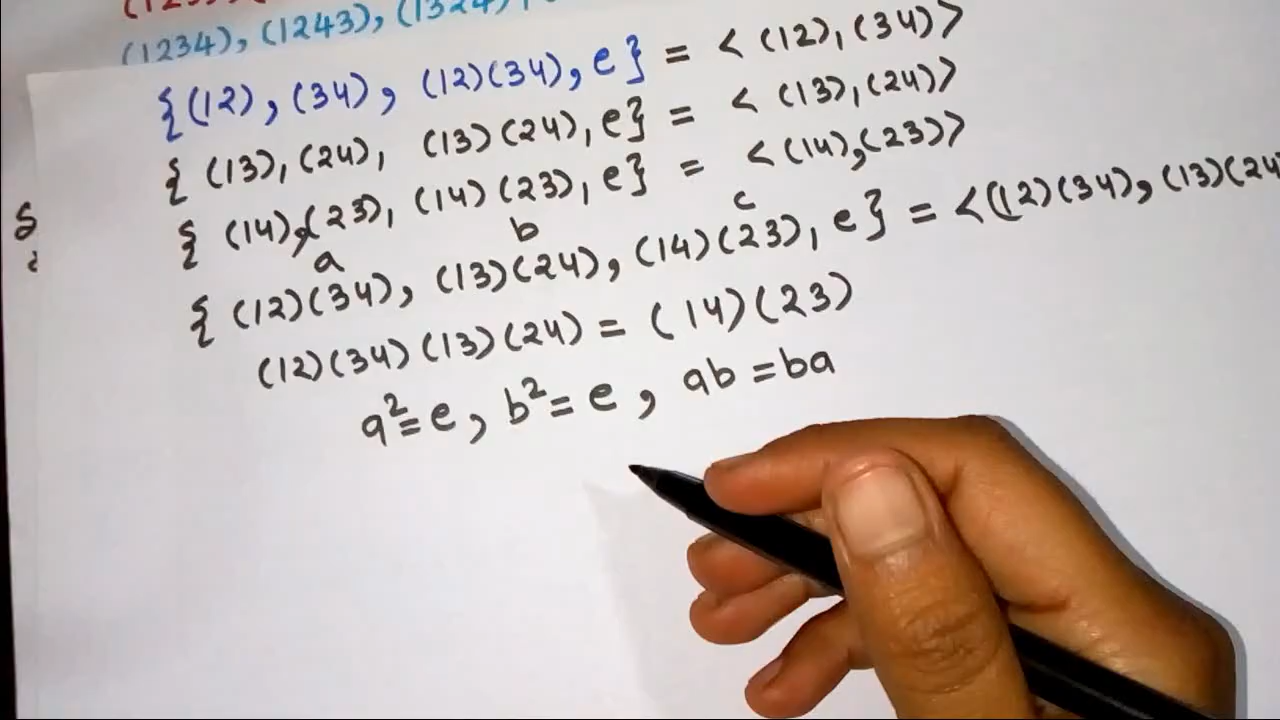 (1234), (1243), (1324),
{(12), (34), (12)(34), e} = < (12), (34)>
{ (13), (24), (13)(24), e} = < (13), (24)>
{ (14), (23), (14)(23), e} = <(14), (23)>
a b c
{ (12)(34), (13)(24), (14)(23), e} = <(12)(34), (13)(24
(12)(34)(13)(24) = (14)(23)
a²=e, b²=e, ab=ba